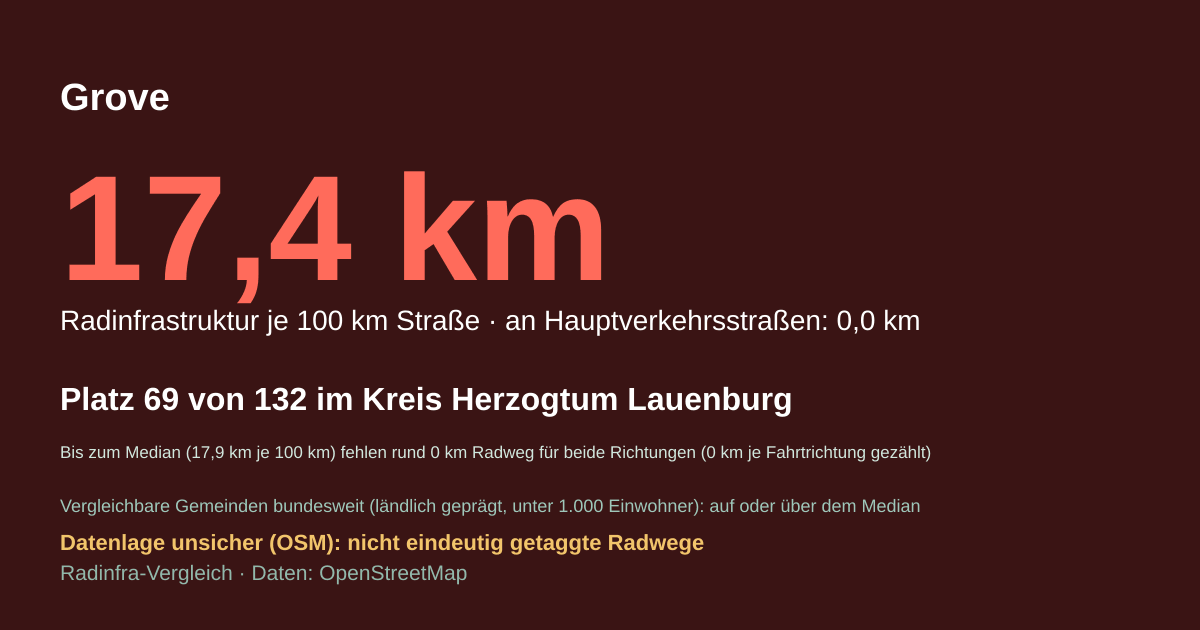 Grove
17,4 km
Radinfrastruktur je 100 km Straße · an Hauptverkehrsstraßen: 0,0 km
Platz 69 von 132 im Kreis Herzogtum Lauenburg
Bis zum Median (17,9 km je 100 km) fehlen rund 0 km Radweg für beide Richtungen (0 km je Fahrtrichtung gezählt)
Vergleichbare Gemeinden bundesweit (ländlich geprägt, unter 1.000 Einwohner): auf oder über dem Median
Datenlage unsicher (OSM): nicht eindeutig getaggte Radwege
Radinfra-Vergleich · Daten: OpenStreetMap